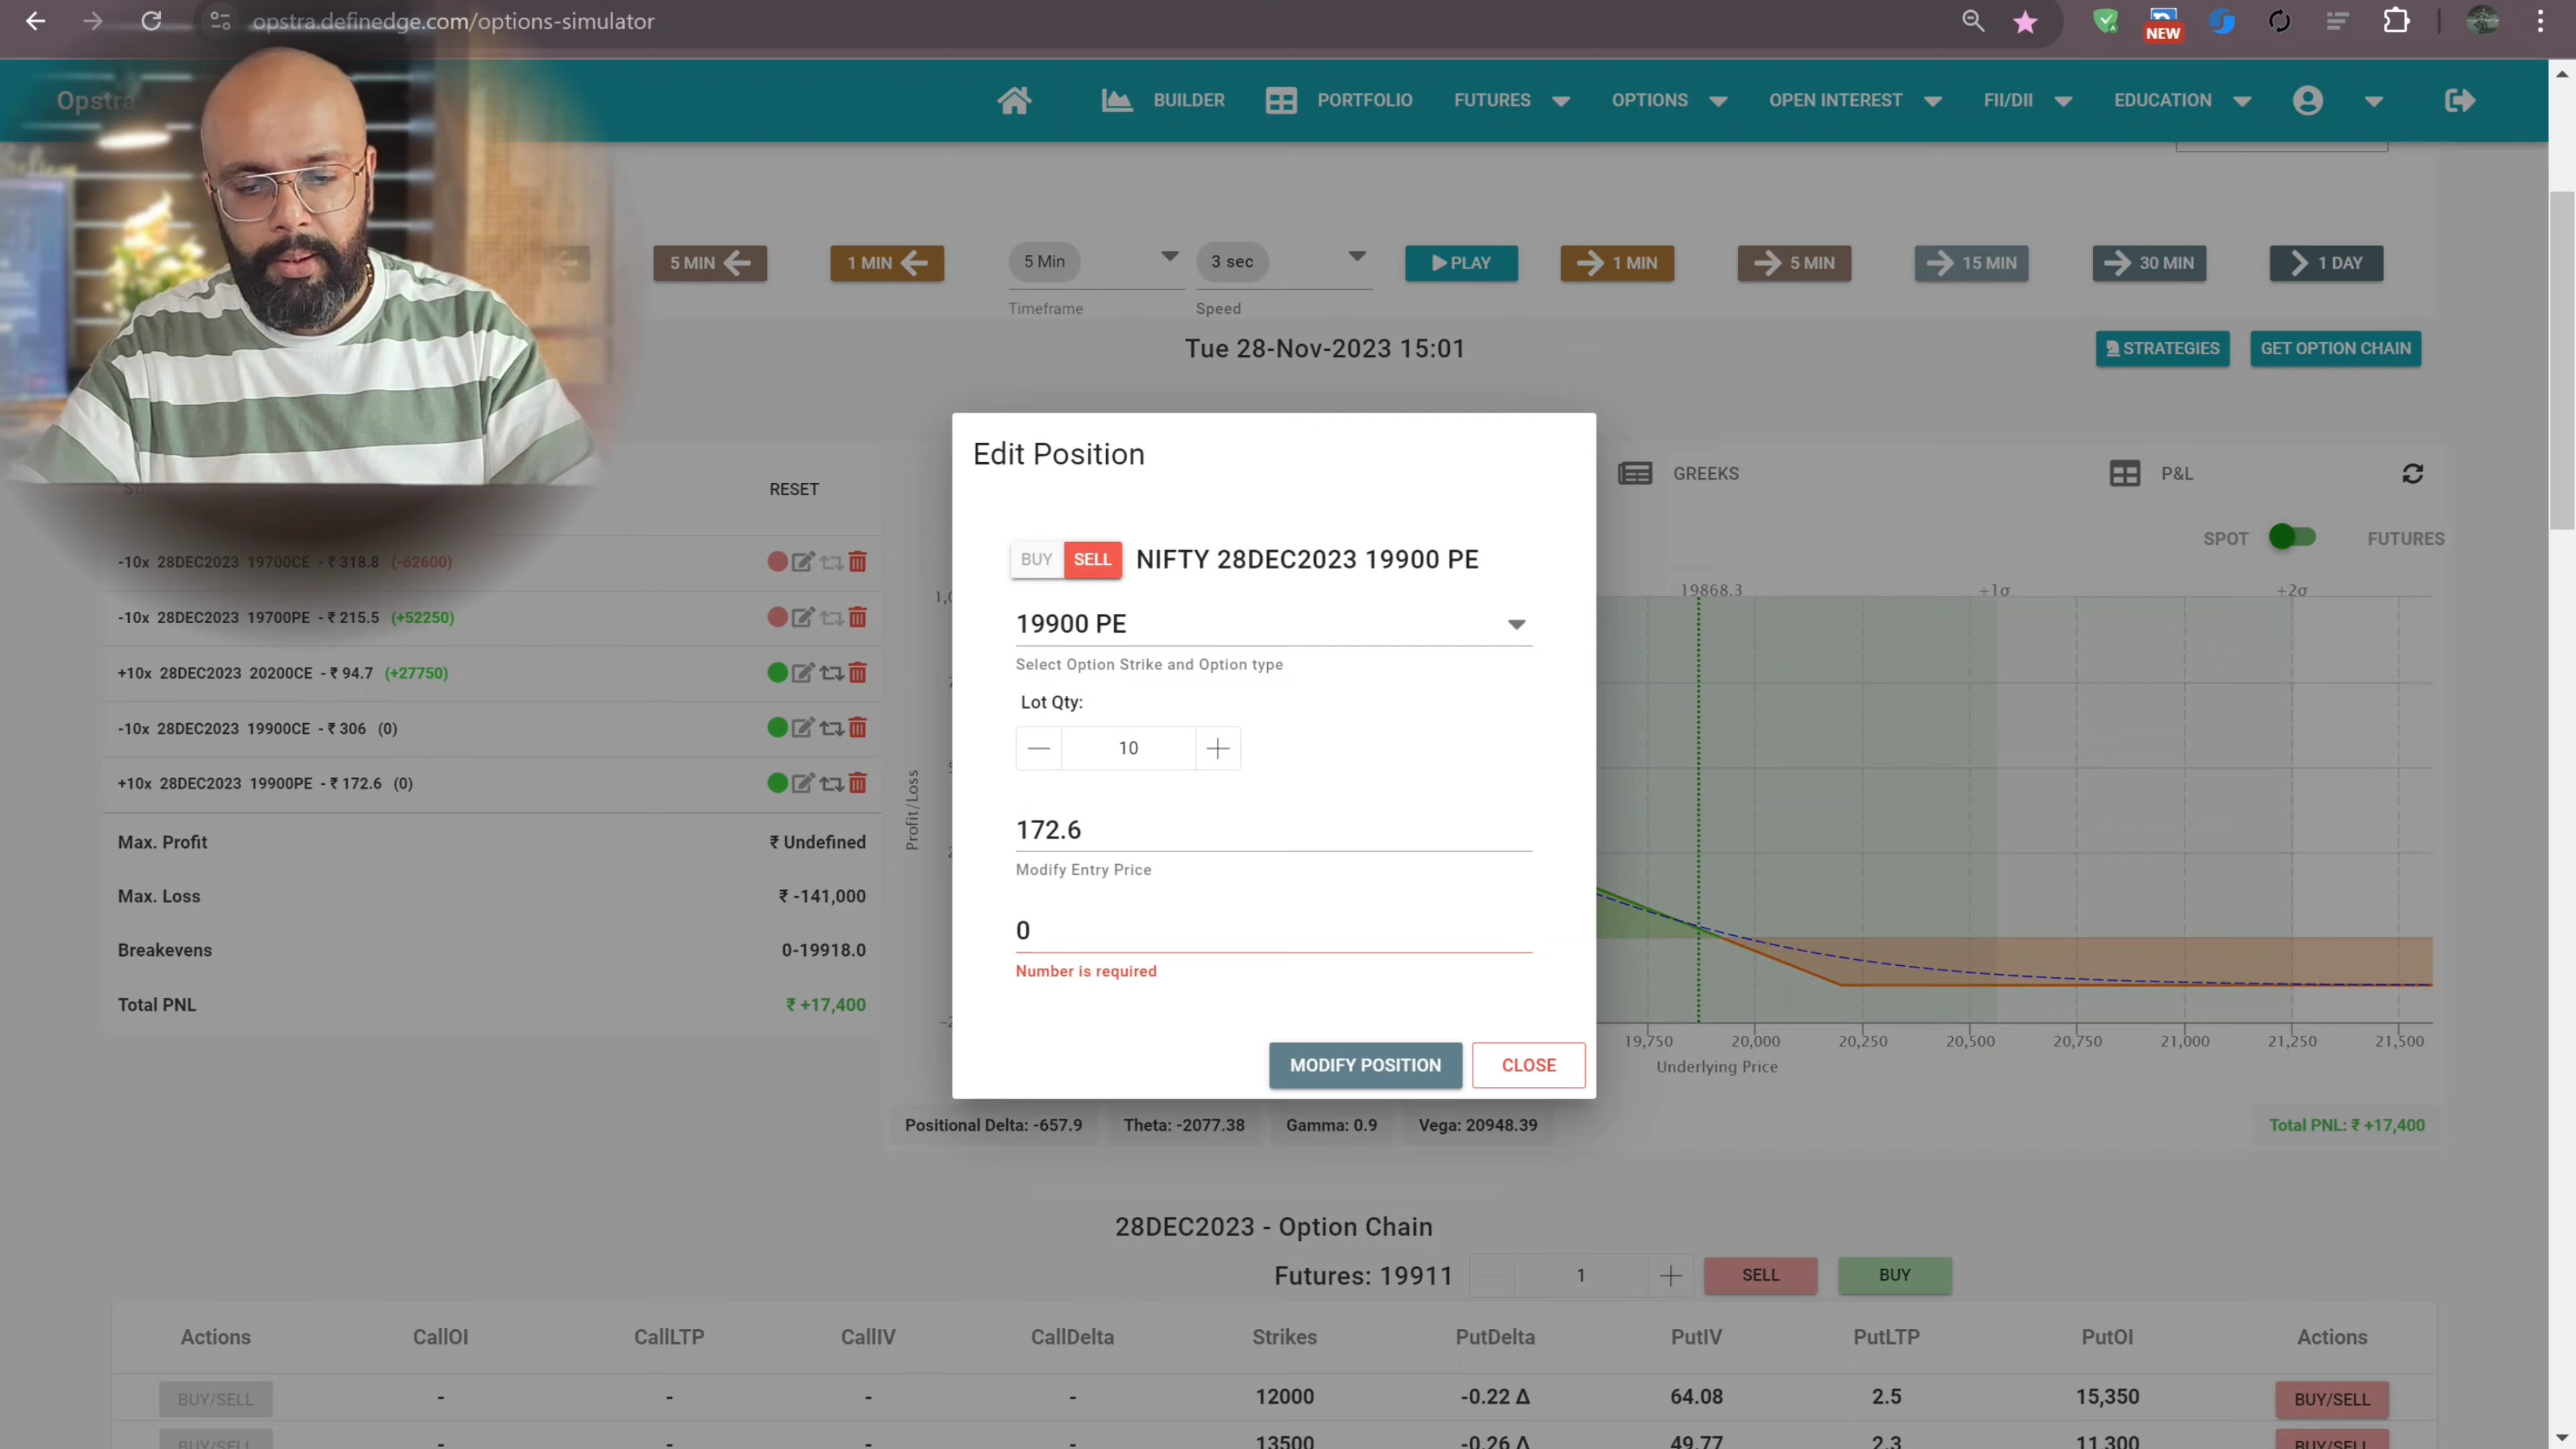 opstra.definedge.com/options-simulator
NEW
Opstra
BUILDER
PORTFOLIO
FUTURES
OPTIONS
OPEN INTEREST
FII/DII
EDUCATION
5 MIN
1 MIN
5 Min
3 sec
PLAY
1 MIN
5 MIN
15 MIN
30 MIN
1 DAY
Timeframe
Speed
Tue 28-Nov-2023 15:01
STRATEGIES
GET OPTION CHAIN
RESET
GREEKS
P&L
SPOT
FUTURES
-10x 28DEC2023 19700CE - ₹ 318.8 (-62600)
-10x 28DEC2023 19700PE - ₹ 215.5 (+52250)
+10x 28DEC2023 20200CE - ₹ 94.7 (+27750)
-10x 28DEC2023 19900CE - ₹ 306 (0)
+10x 28DEC2023 19900PE - ₹ 172.6 (0)
Max. Profit ₹ Undefined
Max. Loss ₹ -141,000
Breakevens 0-19918.0
Total PNL ₹ +17,400
Edit Position
BUY SELL NIFTY 28DEC2023 19900 PE
19900 PE
Select Option Strike and Option type
Lot Qty:
10
172.6
Modify Entry Price
0
Number is required
MODIFY POSITION
CLOSE
Profit/Loss
19868.3
+1σ
+2σ
19,750 20,000 20,250 20,500 20,750 21,000 21,250 21,500
Underlying Price
Positional Delta: -657.9
Theta: -2077.38
Gamma: 0.9
Vega: 20948.39
Total PNL: ₹ +17,400
28DEC2023 - Option Chain
Futures: 19911
1
SELL
BUY
Actions CallOI CallLTP CallIV CallDelta Strikes PutDelta PutIV PutLTP PutOI Actions
BUY/SELL - - - - 12000 -0.22 Δ 64.08 2.5 15,350 BUY/SELL
BUY/SELL 13500 -0.26 Δ 49.77 2.3 11,300 BUY/SELL